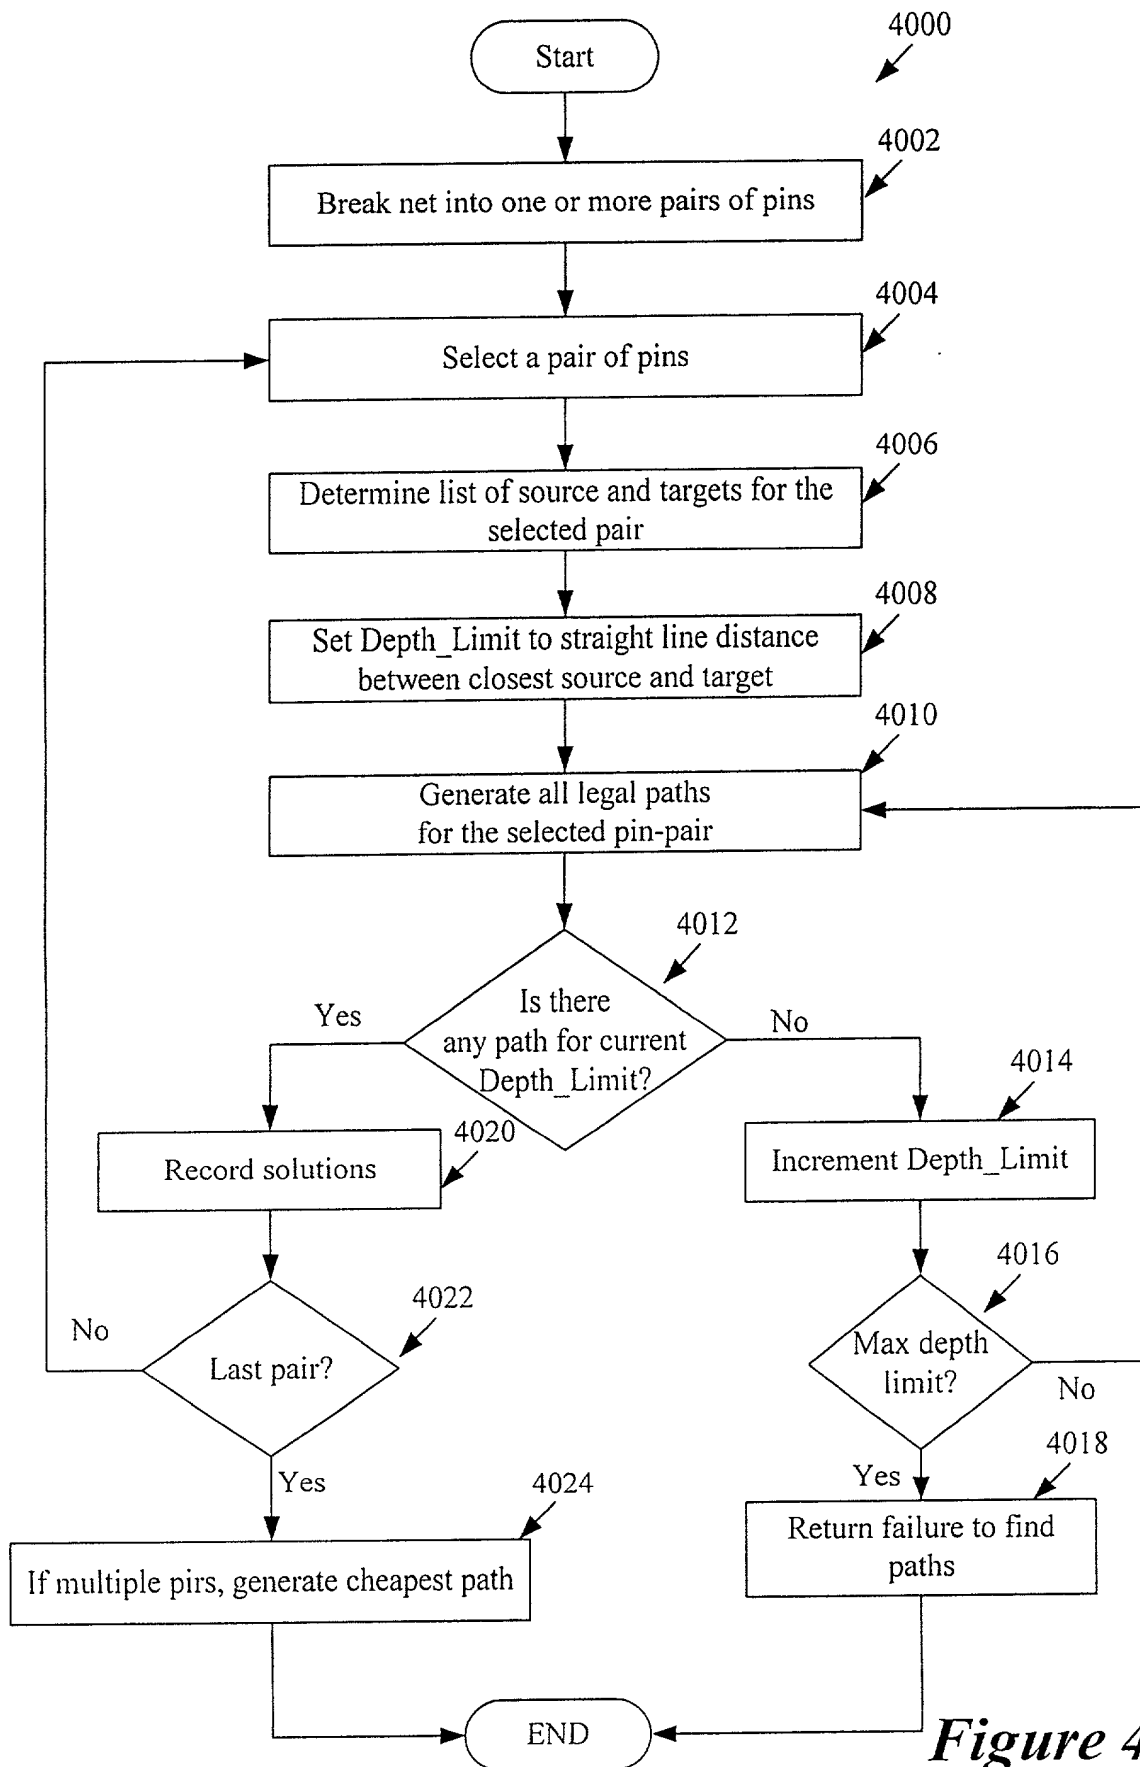 4000
Start
4002
Break net into one or more pairs of pins
4004
Select a pair of pins
4006
Determine list of source and targets for the
selected pair
4008
Set Depth_Limit to straight line distance
between closest source and target
4010
Generate all legal paths
for the selected pin-pair
4012
Is there
any path for current
Depth_Limit?
Yes
No
4014
Increment Depth_Limit
4020
Record solutions
4016
Max depth
limit?
No
Yes
4022
Last pair?
No
Yes
4018
Return failure to find
paths
4024
If multiple pirs, generate cheapest path
END
Figure 4